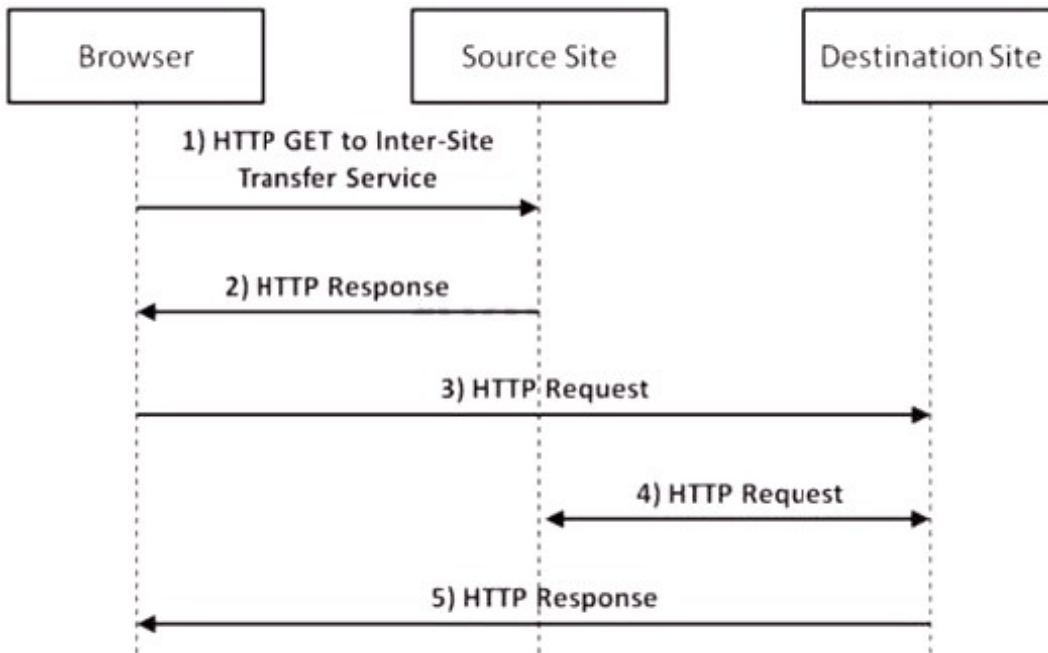 Browser
Source Site
Destination Site
1) HTTP GET to Inter-Site
Transfer Service
2) HTTP Response
3) HTTP Request
4) HTTP Request
5) HTTP Response